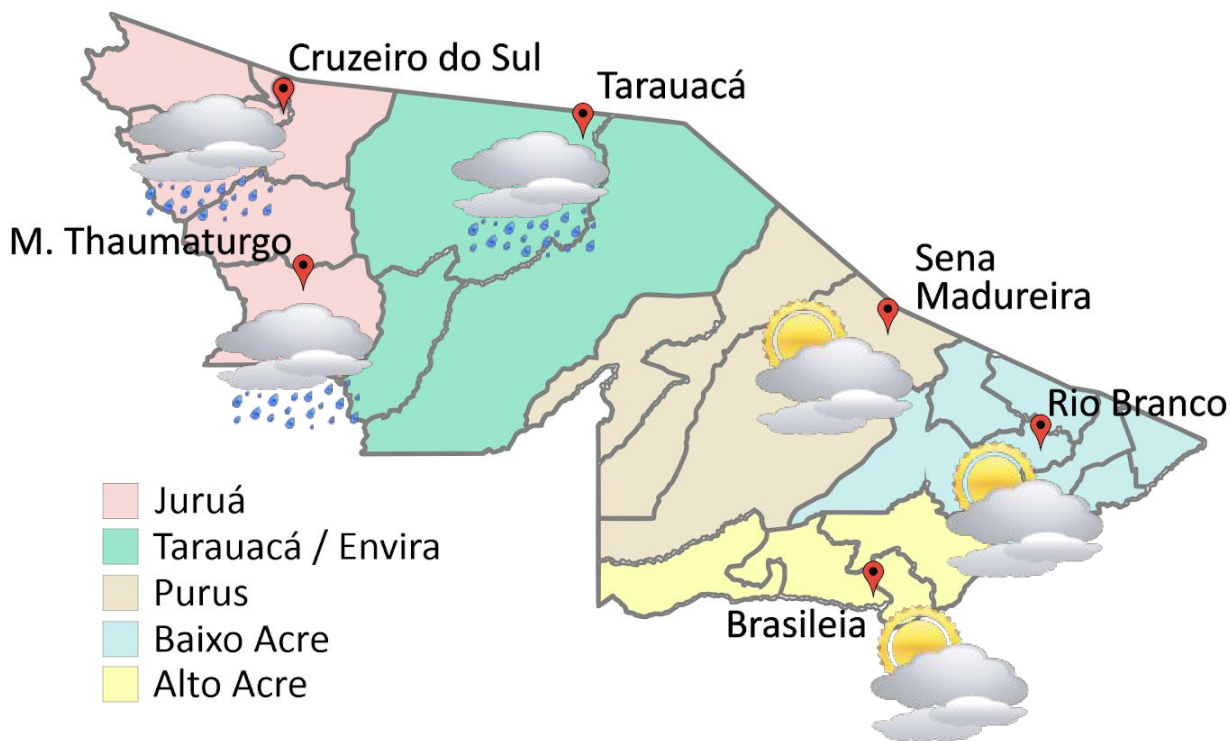 Cruzeiro do Sul
Tarauacá
M. Thaumaturgo
Sena
Madureira
Rio Branco
Brasileia
Juruá
Tarauacá / Envira
Purus
Baixo Acre
Alto Acre